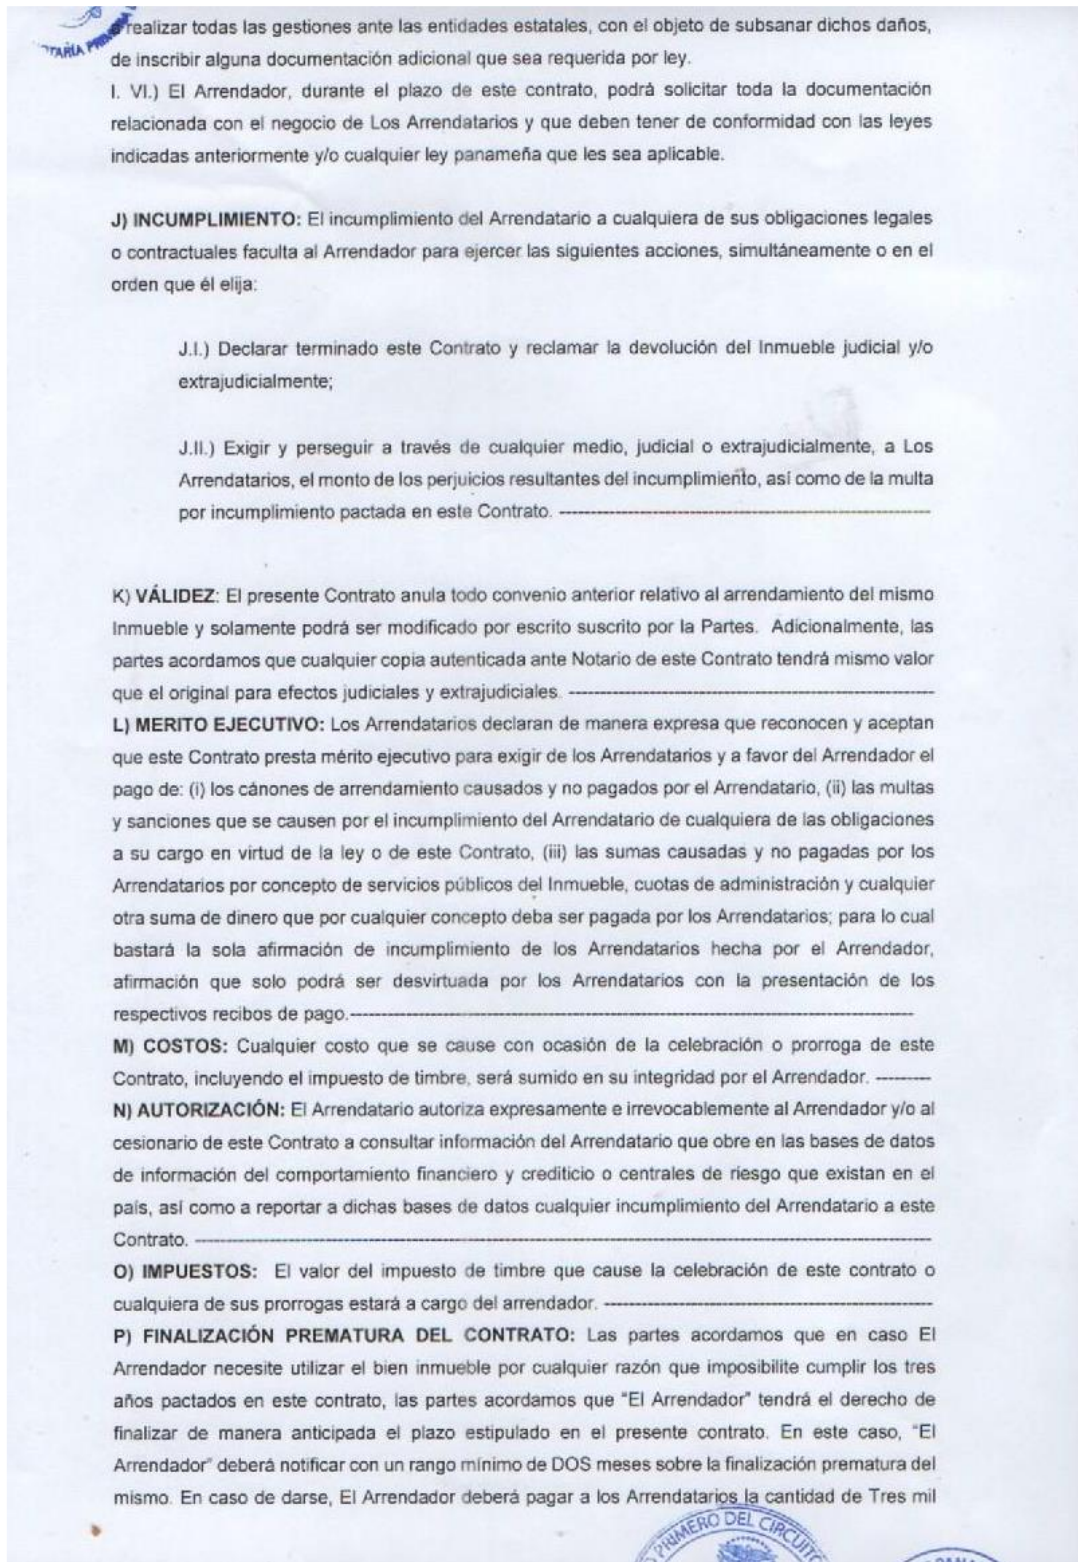 TARÍA PR
a realizar todas las gestiones ante las entidades estatales, con el objeto de subsanar dichos daños,
de inscribir alguna documentación adicional que sea requerida por ley.
I. VI.) El Arrendador, durante el plazo de este contrato, podrá solicitar toda la documentación
relacionada con el negocio de Los Arrendatarios y que deben tener de conformidad con las leyes
indicadas anteriormente y/o cualquier ley panameña que les sea aplicable.
J) INCUMPLIMIENTO: El incumplimiento del Arrendatario a cualquiera de sus obligaciones legales
o contractuales faculta al Arrendador para ejercer las siguientes acciones, simultáneamente o en el
orden que él elija:
J.I.) Declarar terminado este Contrato y reclamar la devolución del Inmueble judicial y/o
extrajudicialmente;
J.II.) Exigir y perseguir a través de cualquier medio, judicial o extrajudicialmente, a Los
Arrendatarios, el monto de los perjuicios resultantes del incumplimiento, así como de la multa
por incumplimiento pactada en este Contrato. ----------------------------------------------------
K) VÁLIDEZ: El presente Contrato anula todo convenio anterior relativo al arrendamiento del mismo
Inmueble y solamente podrá ser modificado por escrito suscrito por la Partes. Adicionalmente, las
partes acordamos que cualquier copia autenticada ante Notario de este Contrato tendrá mismo valor
que el original para efectos judiciales y extrajudiciales. ---------------------------------------------------
L) MERITO EJECUTIVO: Los Arrendatarios declaran de manera expresa que reconocen y aceptan
que este Contrato presta mérito ejecutivo para exigir de los Arrendatarios y a favor del Arrendador el
pago de: (i) los cánones de arrendamiento causados y no pagados por el Arrendatario, (ii) las multas
y sanciones que se causen por el incumplimiento del Arrendatario de cualquiera de las obligaciones
a su cargo en virtud de la ley o de este Contrato, (iii) las sumas causadas y no pagadas por los
Arrendatarios por concepto de servicios públicos del Inmueble, cuotas de administración y cualquier
otra suma de dinero que por cualquier concepto deba ser pagada por los Arrendatarios; para lo cual
bastará la sola afirmación de incumplimiento de los Arrendatarios hecha por el Arrendador,
afirmación que solo podrá ser desvirtuada por los Arrendatarios con la presentación de los
respectivos recibos de pago.-------------------------------------------------------------------------------
M) COSTOS: Cualquier costo que se cause con ocasión de la celebración o prorroga de este
Contrato, incluyendo el impuesto de timbre, será sumido en su integridad por el Arrendador. --------
N) AUTORIZACIÓN: El Arrendatario autoriza expresamente e irrevocablemente al Arrendador y/o al
cesionario de este Contrato a consultar información del Arrendatario que obre en las bases de datos
de información del comportamiento financiero y crediticio o centrales de riesgo que existan en el
país, así como a reportar a dichas bases de datos cualquier incumplimiento del Arrendatario a este
Contrato. ------------------------------------------------------------------------------------------------------
O) IMPUESTOS: El valor del impuesto de timbre que cause la celebración de este contrato o
cualquiera de sus prorrogas estará a cargo del arrendador. ----------------------------------------------
P) FINALIZACIÓN PREMATURA DEL CONTRATO: Las partes acordamos que en caso El
Arrendador necesite utilizar el bien inmueble por cualquier razón que imposibilite cumplir los tres
años pactados en este contrato, las partes acordamos que "El Arrendador" tendrá el derecho de
finalizar de manera anticipada el plazo estipulado en el presente contrato. En este caso, "El
Arrendador" deberá notificar con un rango mínimo de DOS meses sobre la finalización prematura del
mismo. En caso de darse, El Arrendador deberá pagar a los Arrendatarios la cantidad de Tres mil
PRIMERO DEL CIRCUITO